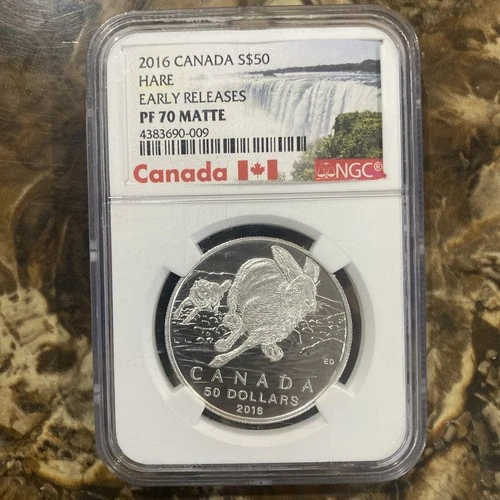 2016 CANADA S$50
HARE
EARLY RELEASES
PF 70 MATTE
4383690-009
Canada
NGC®
ED
CANADA
50 DOLLARS
2016